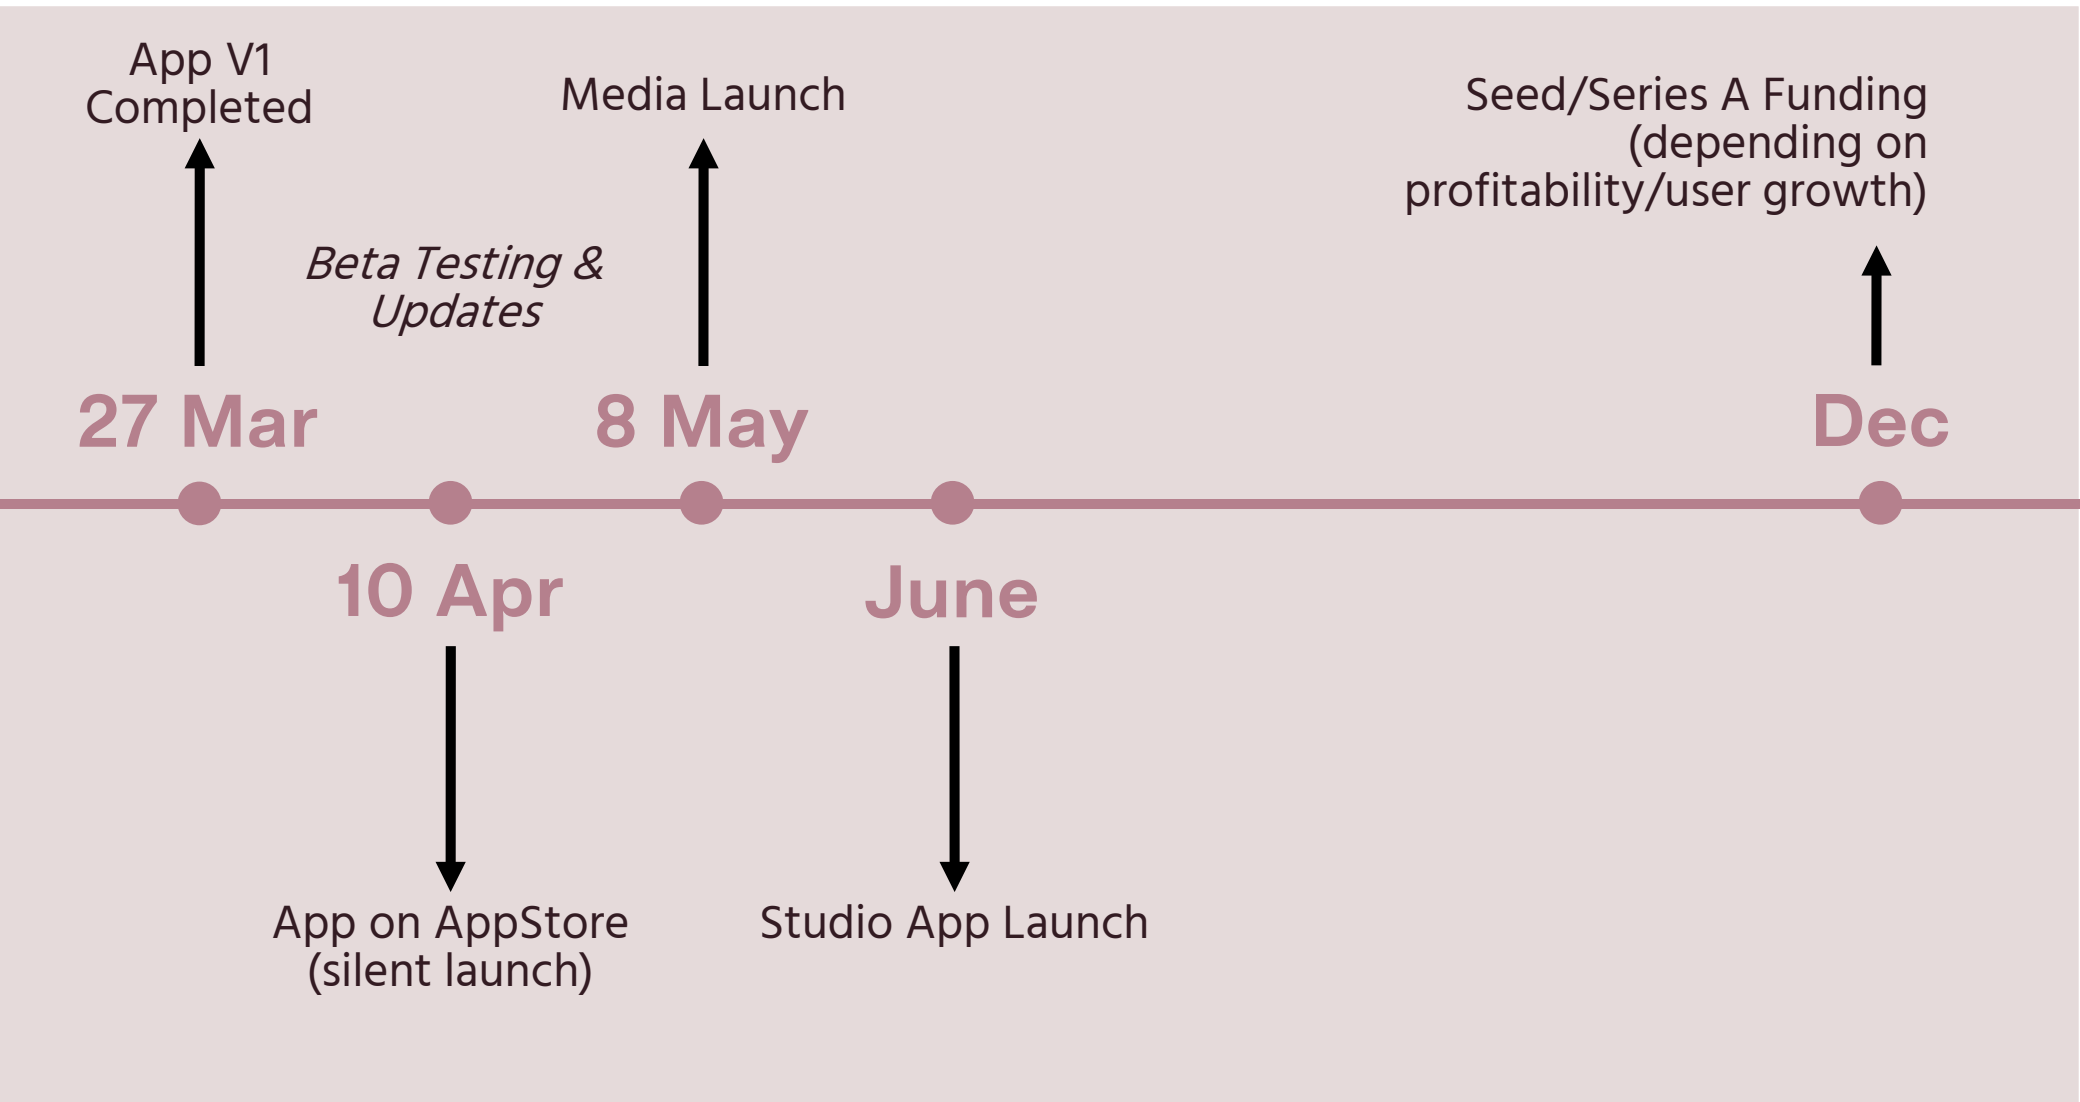 App V1
Completed
Media Launch
Seed/Series A Funding
(depending on
profitability/user growth)
Beta Testing &
Updates
27 Mar
8 May
Dec
10 Apr
June
App on AppStore
(silent launch)
Studio App Launch